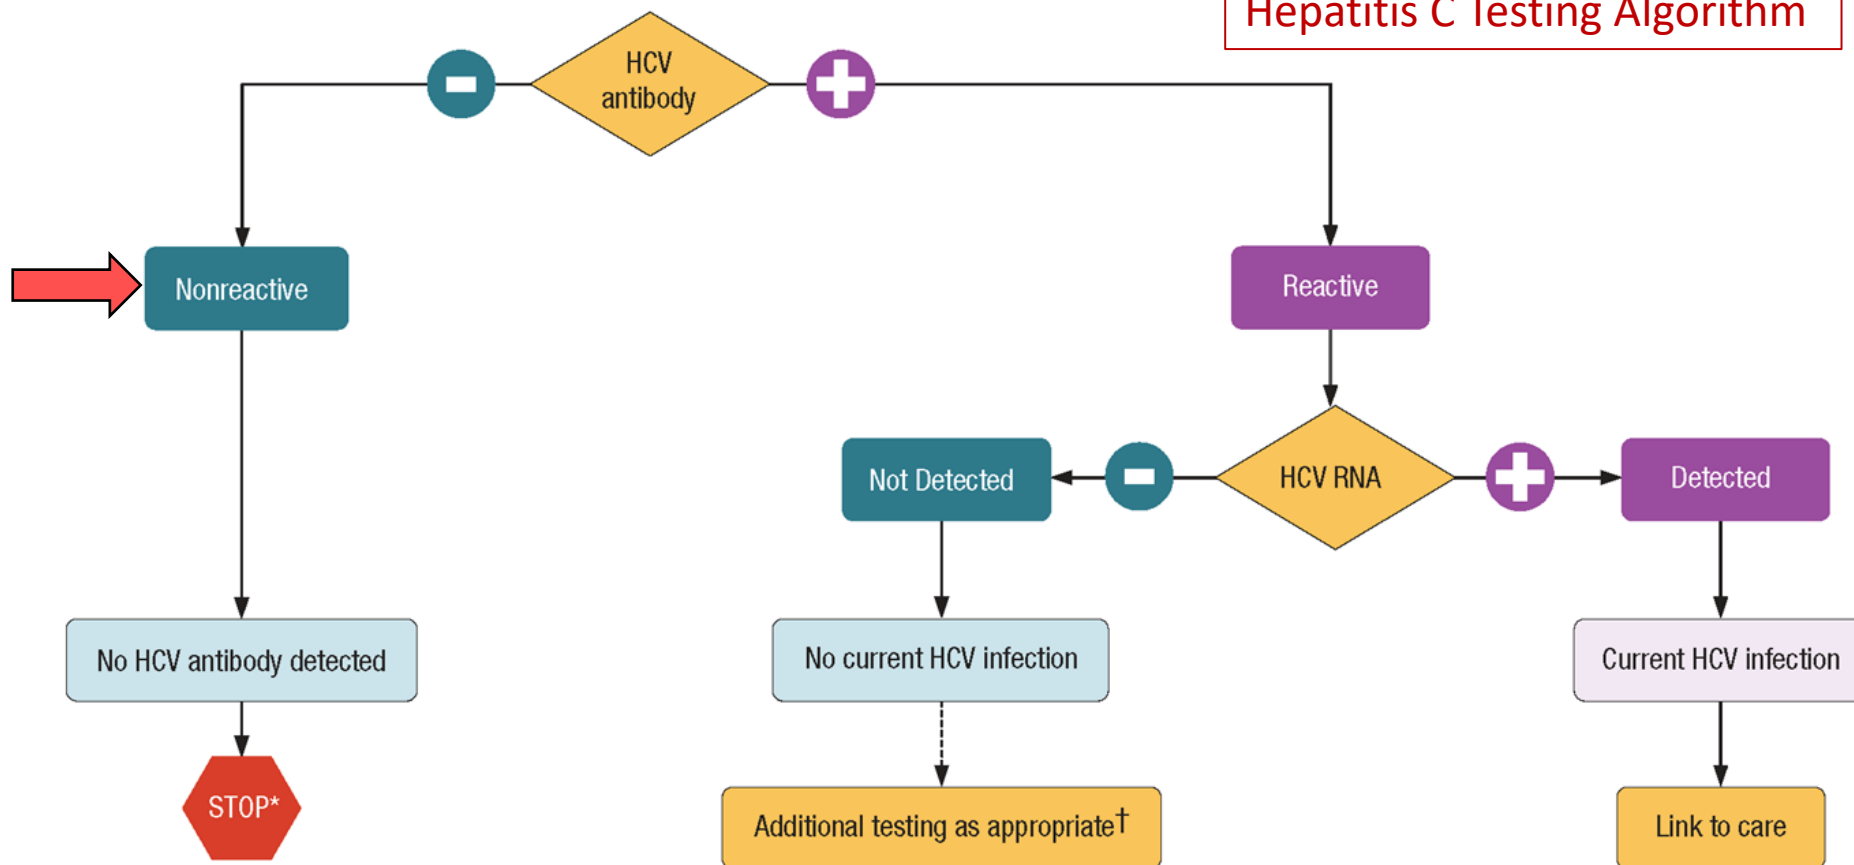 Hepatitis C Testing Algorithm
HCV
antibody
Nonreactive
Reactive
Not Detected
HCV RNA
Detected
No HCV antibody detected
No current HCV infection
Current HCV infection
STOP*
Additional testing as appropriate†
Link to care